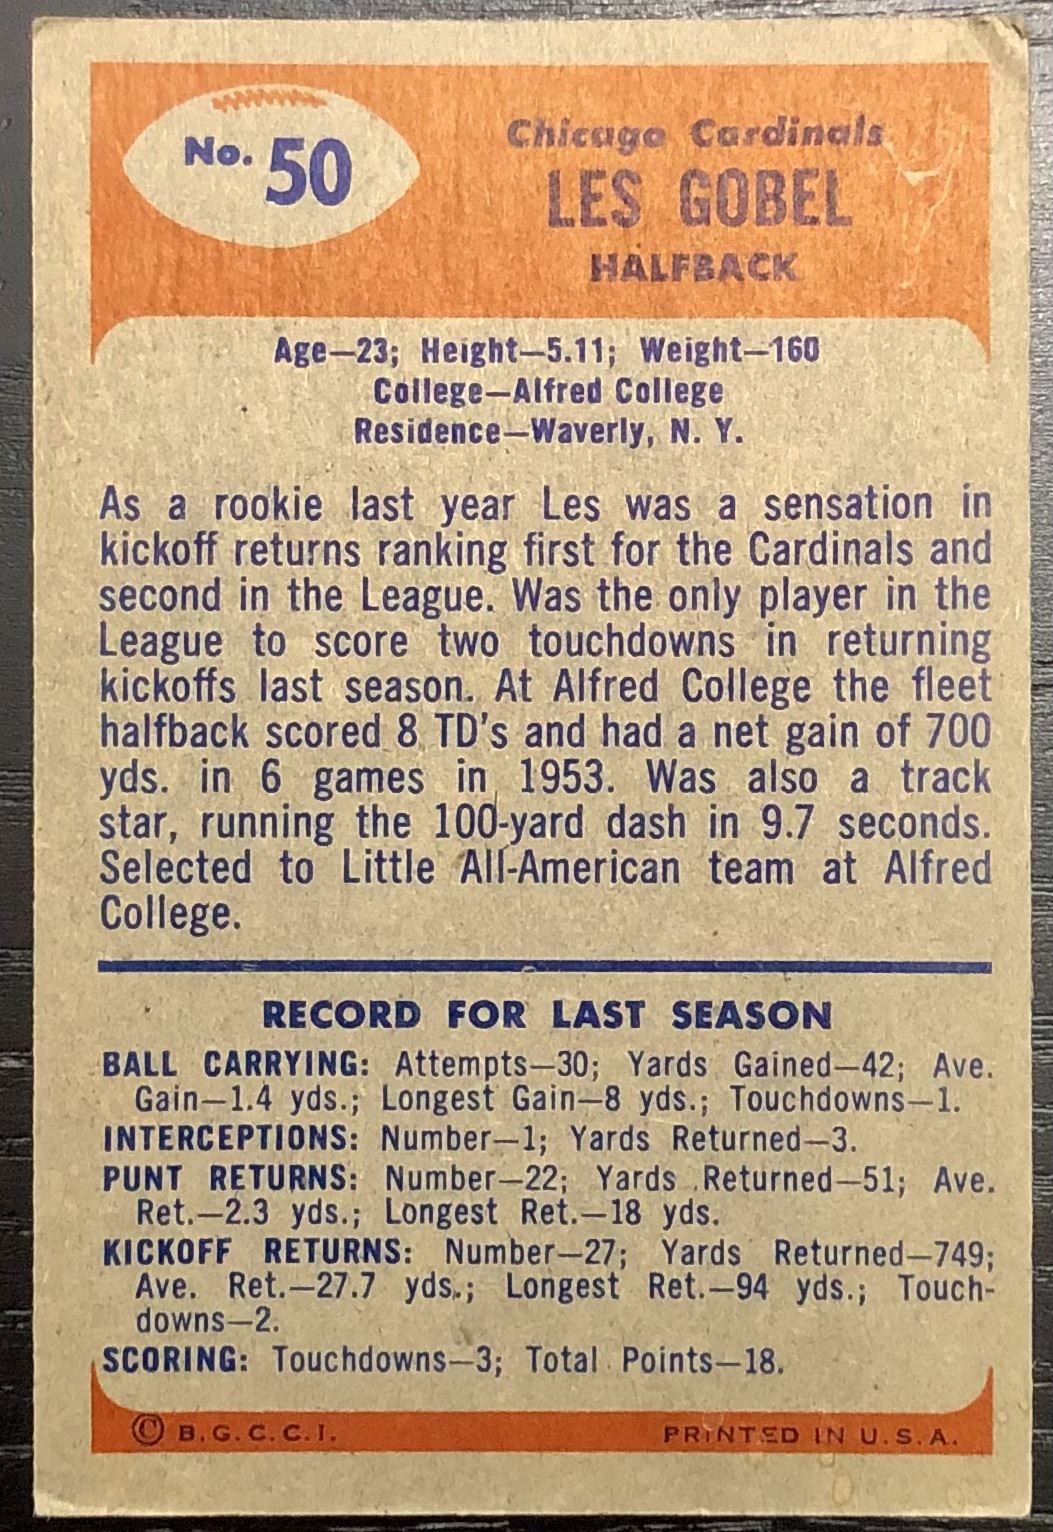 No. 50
Chicago Cardinals
LES GOBEL
HALFBACK
Age—23; Height—5.11; Weight—160
College—Alfred College
Residence—Waverly, N. Y.
As a rookie last year Les was a sensation in
kickoff returns ranking first for the Cardinals and
second in the League. Was the only player in the
League to score two touchdowns in returning
kickoffs last season. At Alfred College the fleet
halfback scored 8 TD's and had a net gain of 700
yds. in 6 games in 1953. Was also a track
star, running the 100-yard dash in 9.7 seconds.
Selected to Little All-American team at Alfred
College.
RECORD FOR LAST SEASON
BALL CARRYING: Attempts—30; Yards Gained—42; Ave.
Gain—1.4 yds.; Longest Gain—8 yds.; Touchdowns—1.
INTERCEPTIONS: Number—1; Yards Returned—3.
PUNT RETURNS: Number—22; Yards Returned—51; Ave.
Ret.—2.3 yds.; Longest Ret.—18 yds.
KICKOFF RETURNS: Number—27; Yards Returned—749;
Ave. Ret.—27.7 yds.; Longest Ret.—94 yds.; Touch-
downs—2.
SCORING: Touchdowns—3; Total Points—18.
© B.G.C.C.I. PRINTED IN U.S.A.